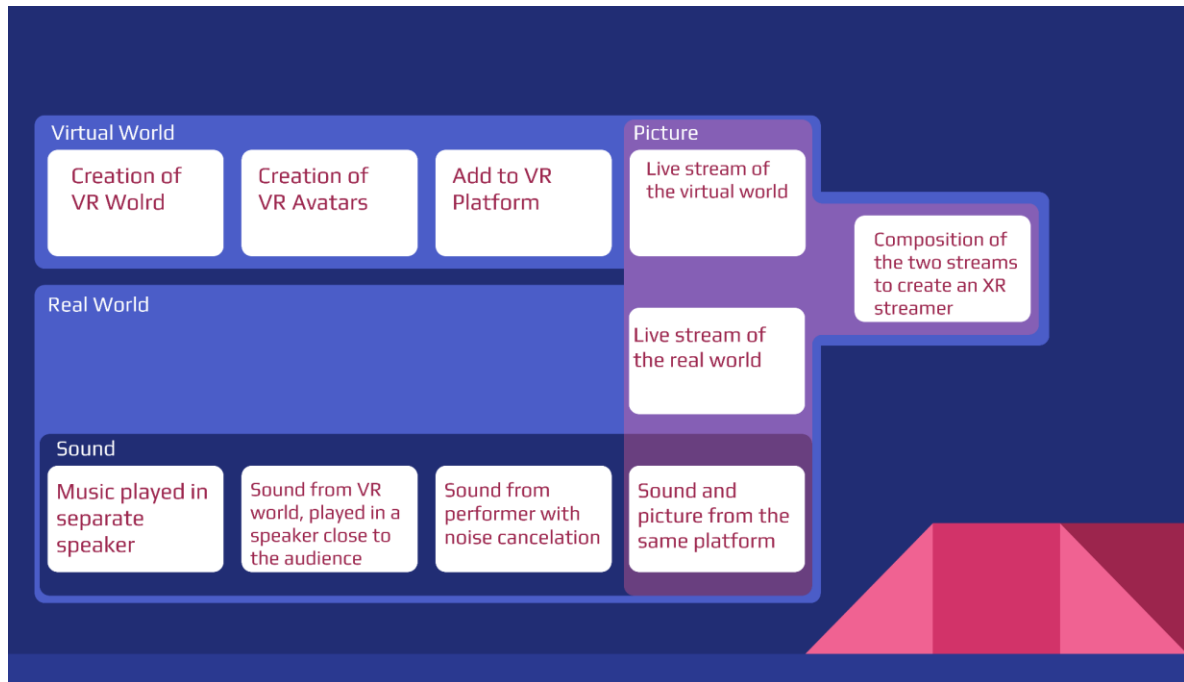 Virtual World
Creation of
VR Wolrd
Creation of
VR Avatars
Add to VR
Platform
Picture
Live stream of
the virtual world
Composition of
the two streams
to create an XR
streamer
Real World
Live stream of
the real world
Sound
Music played in
separate
speaker
Sound from VR
world, played in a
speaker close to
the audience
Sound from
performer with
noise cancelation
Sound and
picture from the
same platform